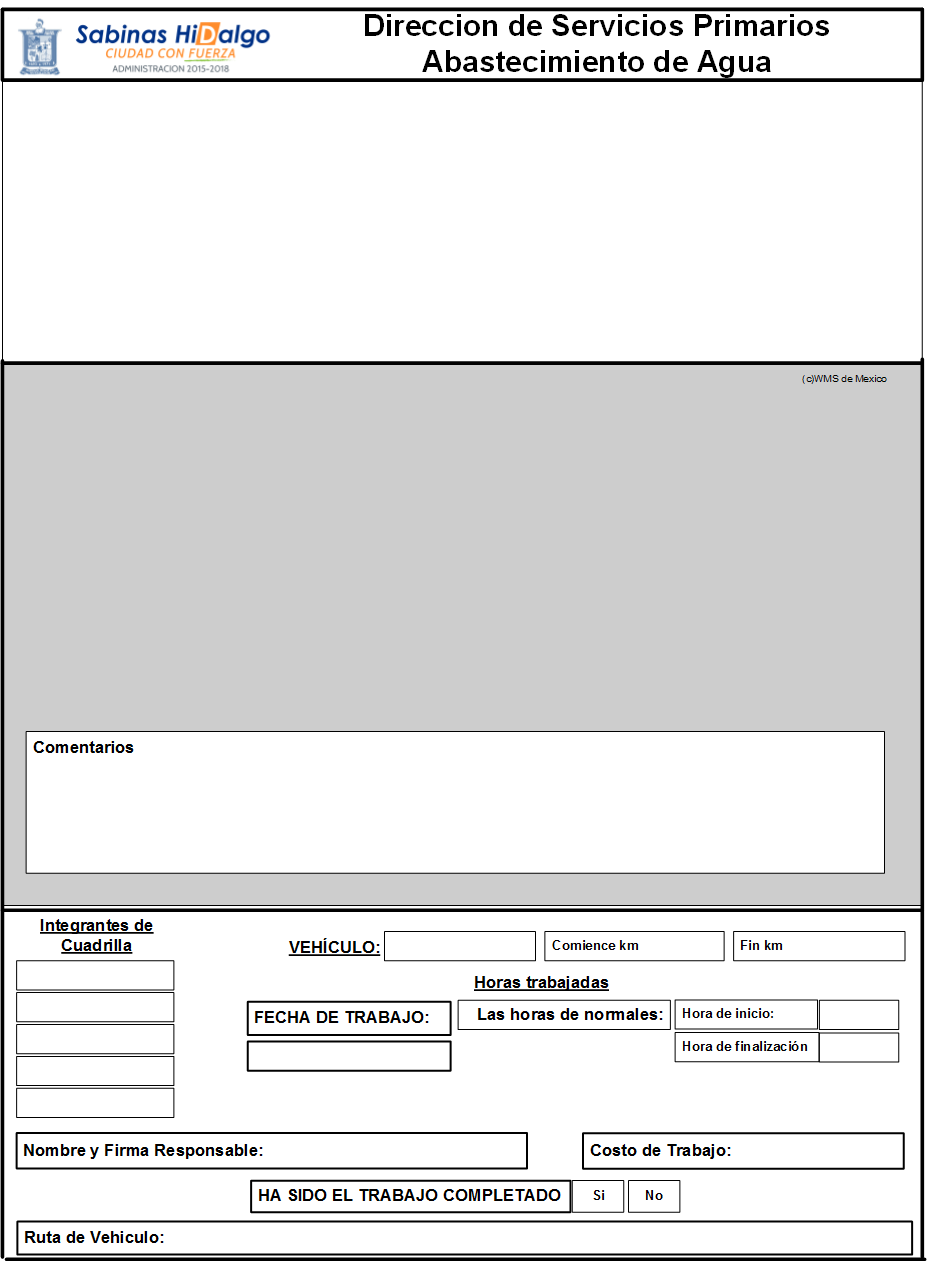 Sabinas HiDalgo
CIUDAD CON FUERZA
ADMINISTRACION 2015-2018
Direccion de Servicios Primarios
Abastecimiento de Agua
(c)WMS de Mexico
Comentarios
Integrantes de
Cuadrilla
VEHÍCULO:
Comience km
Fin km
Horas trabajadas
FECHA DE TRABAJO:
Las horas de normales:
Hora de inicio:
Hora de finalización
Nombre y Firma Responsable:
Costo de Trabajo:
HA SIDO EL TRABAJO COMPLETADO
Si
No
Ruta de Vehiculo: